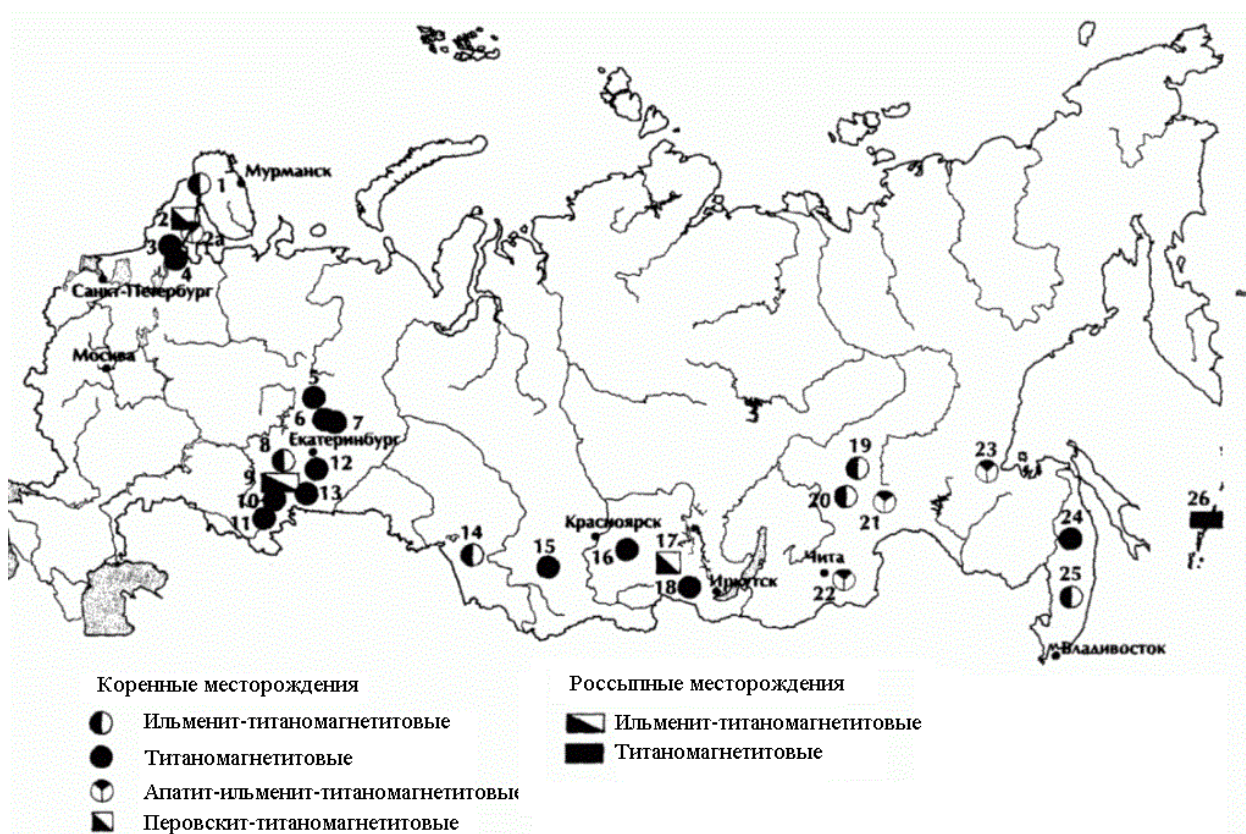 Мурманск
1
2
2а
3
4
Санкт-Петербург
Москва
5
6
7
Екатеринбург
8
12
9
13
10
11
14
15
Красноярск
16
17
18
Иркутск
19
20
21
Чита
22
23
24
25
26
Владивосток
Коренные месторождения
Ильменит-титаномагнетитовые
Титаномагнетитовые
Апатит-ильменит-титаномагнетитовые
Перовскит-титаномагнетитовые
Россыпные месторождения
Ильменит-титаномагнетитовые
Титаномагнетитовые